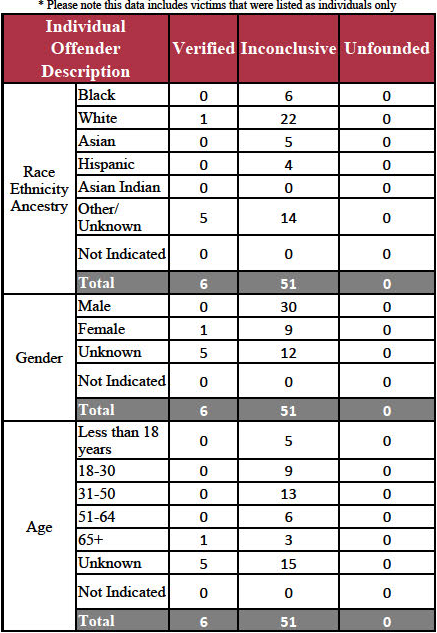 * Please note this data includes victims that were listed as individuals only
Individual Offender Description Verified Inconclusive Unfounded
Race Ethnicity Ancestry
Black 0 6 0
White 1 22 0
Asian 0 5 0
Hispanic 0 4 0
Asian Indian 0 0 0
Other/ Unknown 5 14 0
Not Indicated 0 0 0
Total 6 51 0
Gender
Male 0 30 0
Female 1 9 0
Unknown 5 12 0
Not Indicated 0 0 0
Total 6 51 0
Age
Less than 18 years 0 5 0
18-30 0 9 0
31-50 0 13 0
51-64 0 6 0
65+ 1 3 0
Unknown 5 15 0
Not Indicated 0 0 0
Total 6 51 0